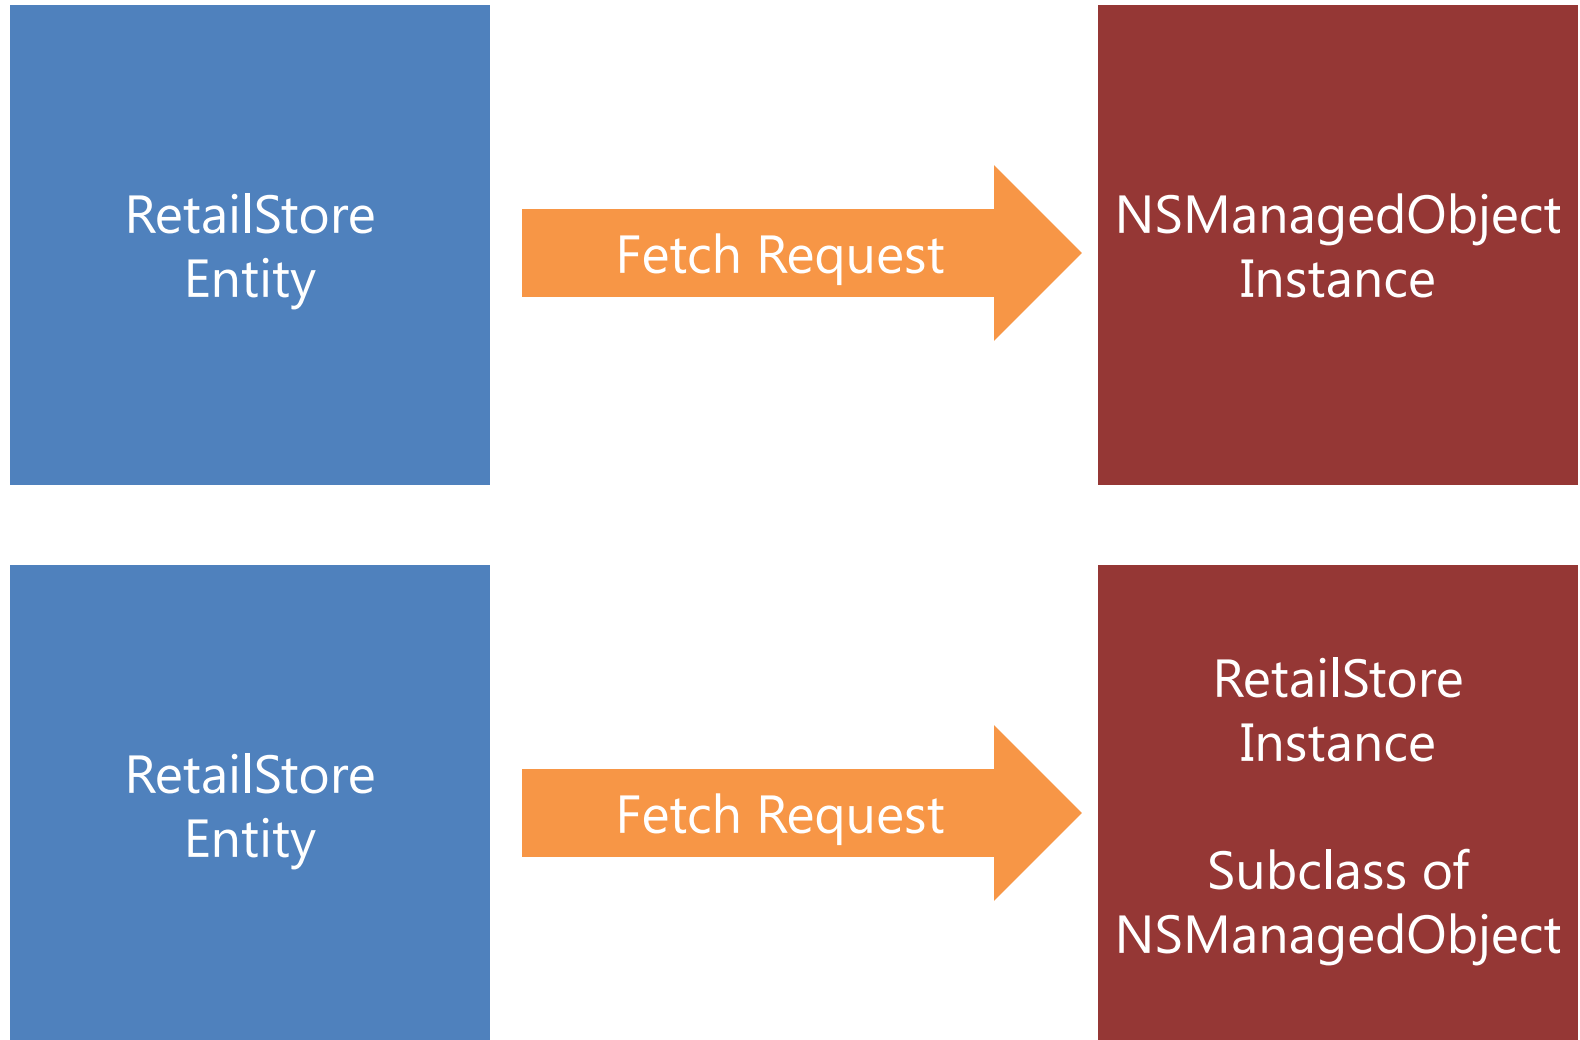 RetailStore
Entity
Fetch Request
NSManagedObject
Instance
RetailStore
Entity
Fetch Request
RetailStore
Instance
Subclass of
NSManagedObject